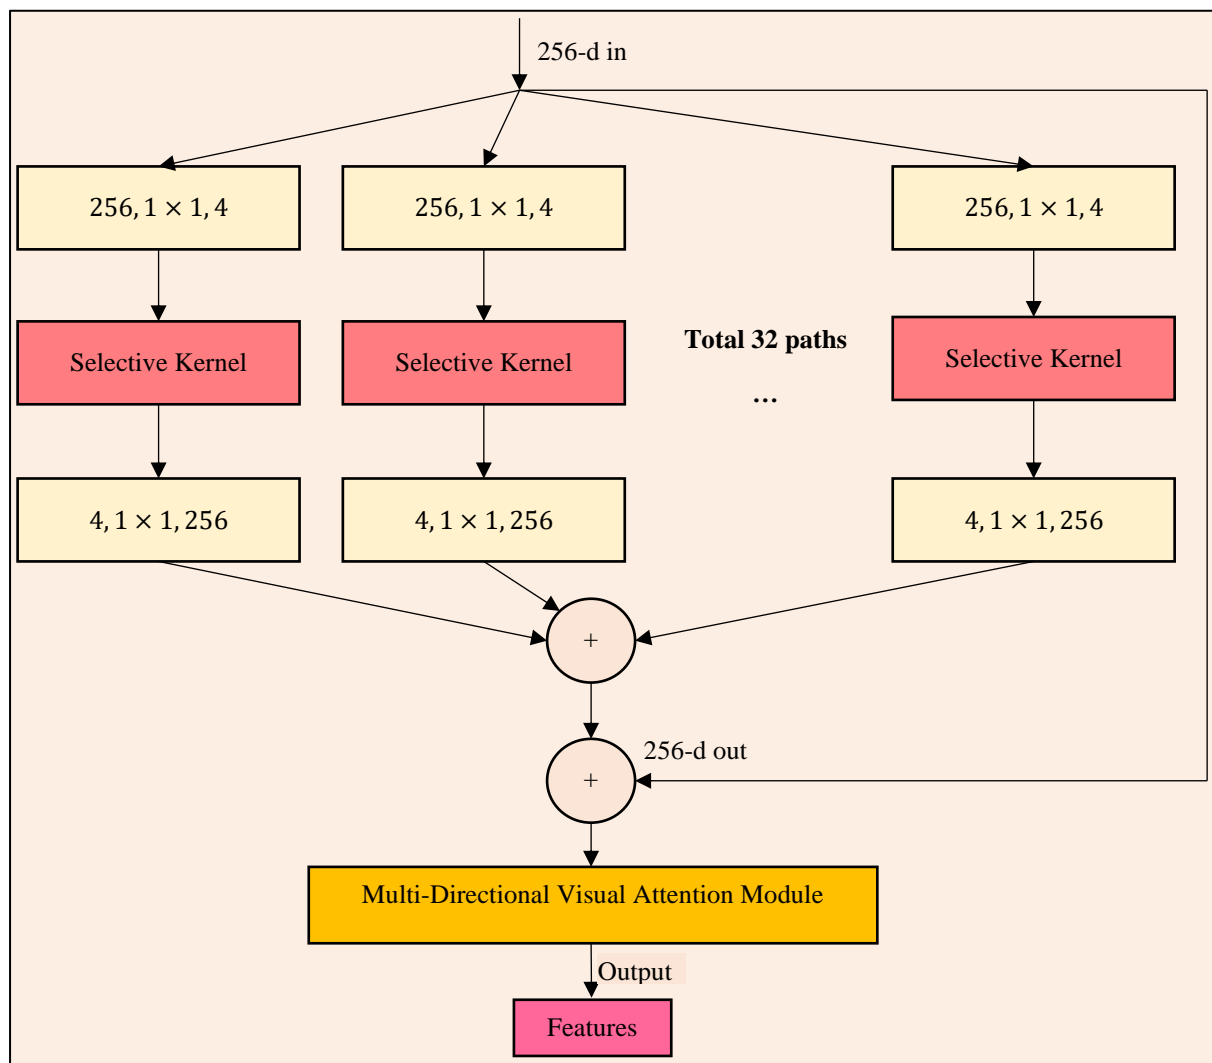 256-d in
256, 1 × 1, 4
256, 1 × 1, 4
256, 1 × 1, 4
Selective Kernel
Selective Kernel
Total 32 paths
...
Selective Kernel
4, 1 × 1, 256
4, 1 × 1, 256
4, 1 × 1, 256
+
256-d out
+
Multi-Directional Visual Attention Module
Output
Features